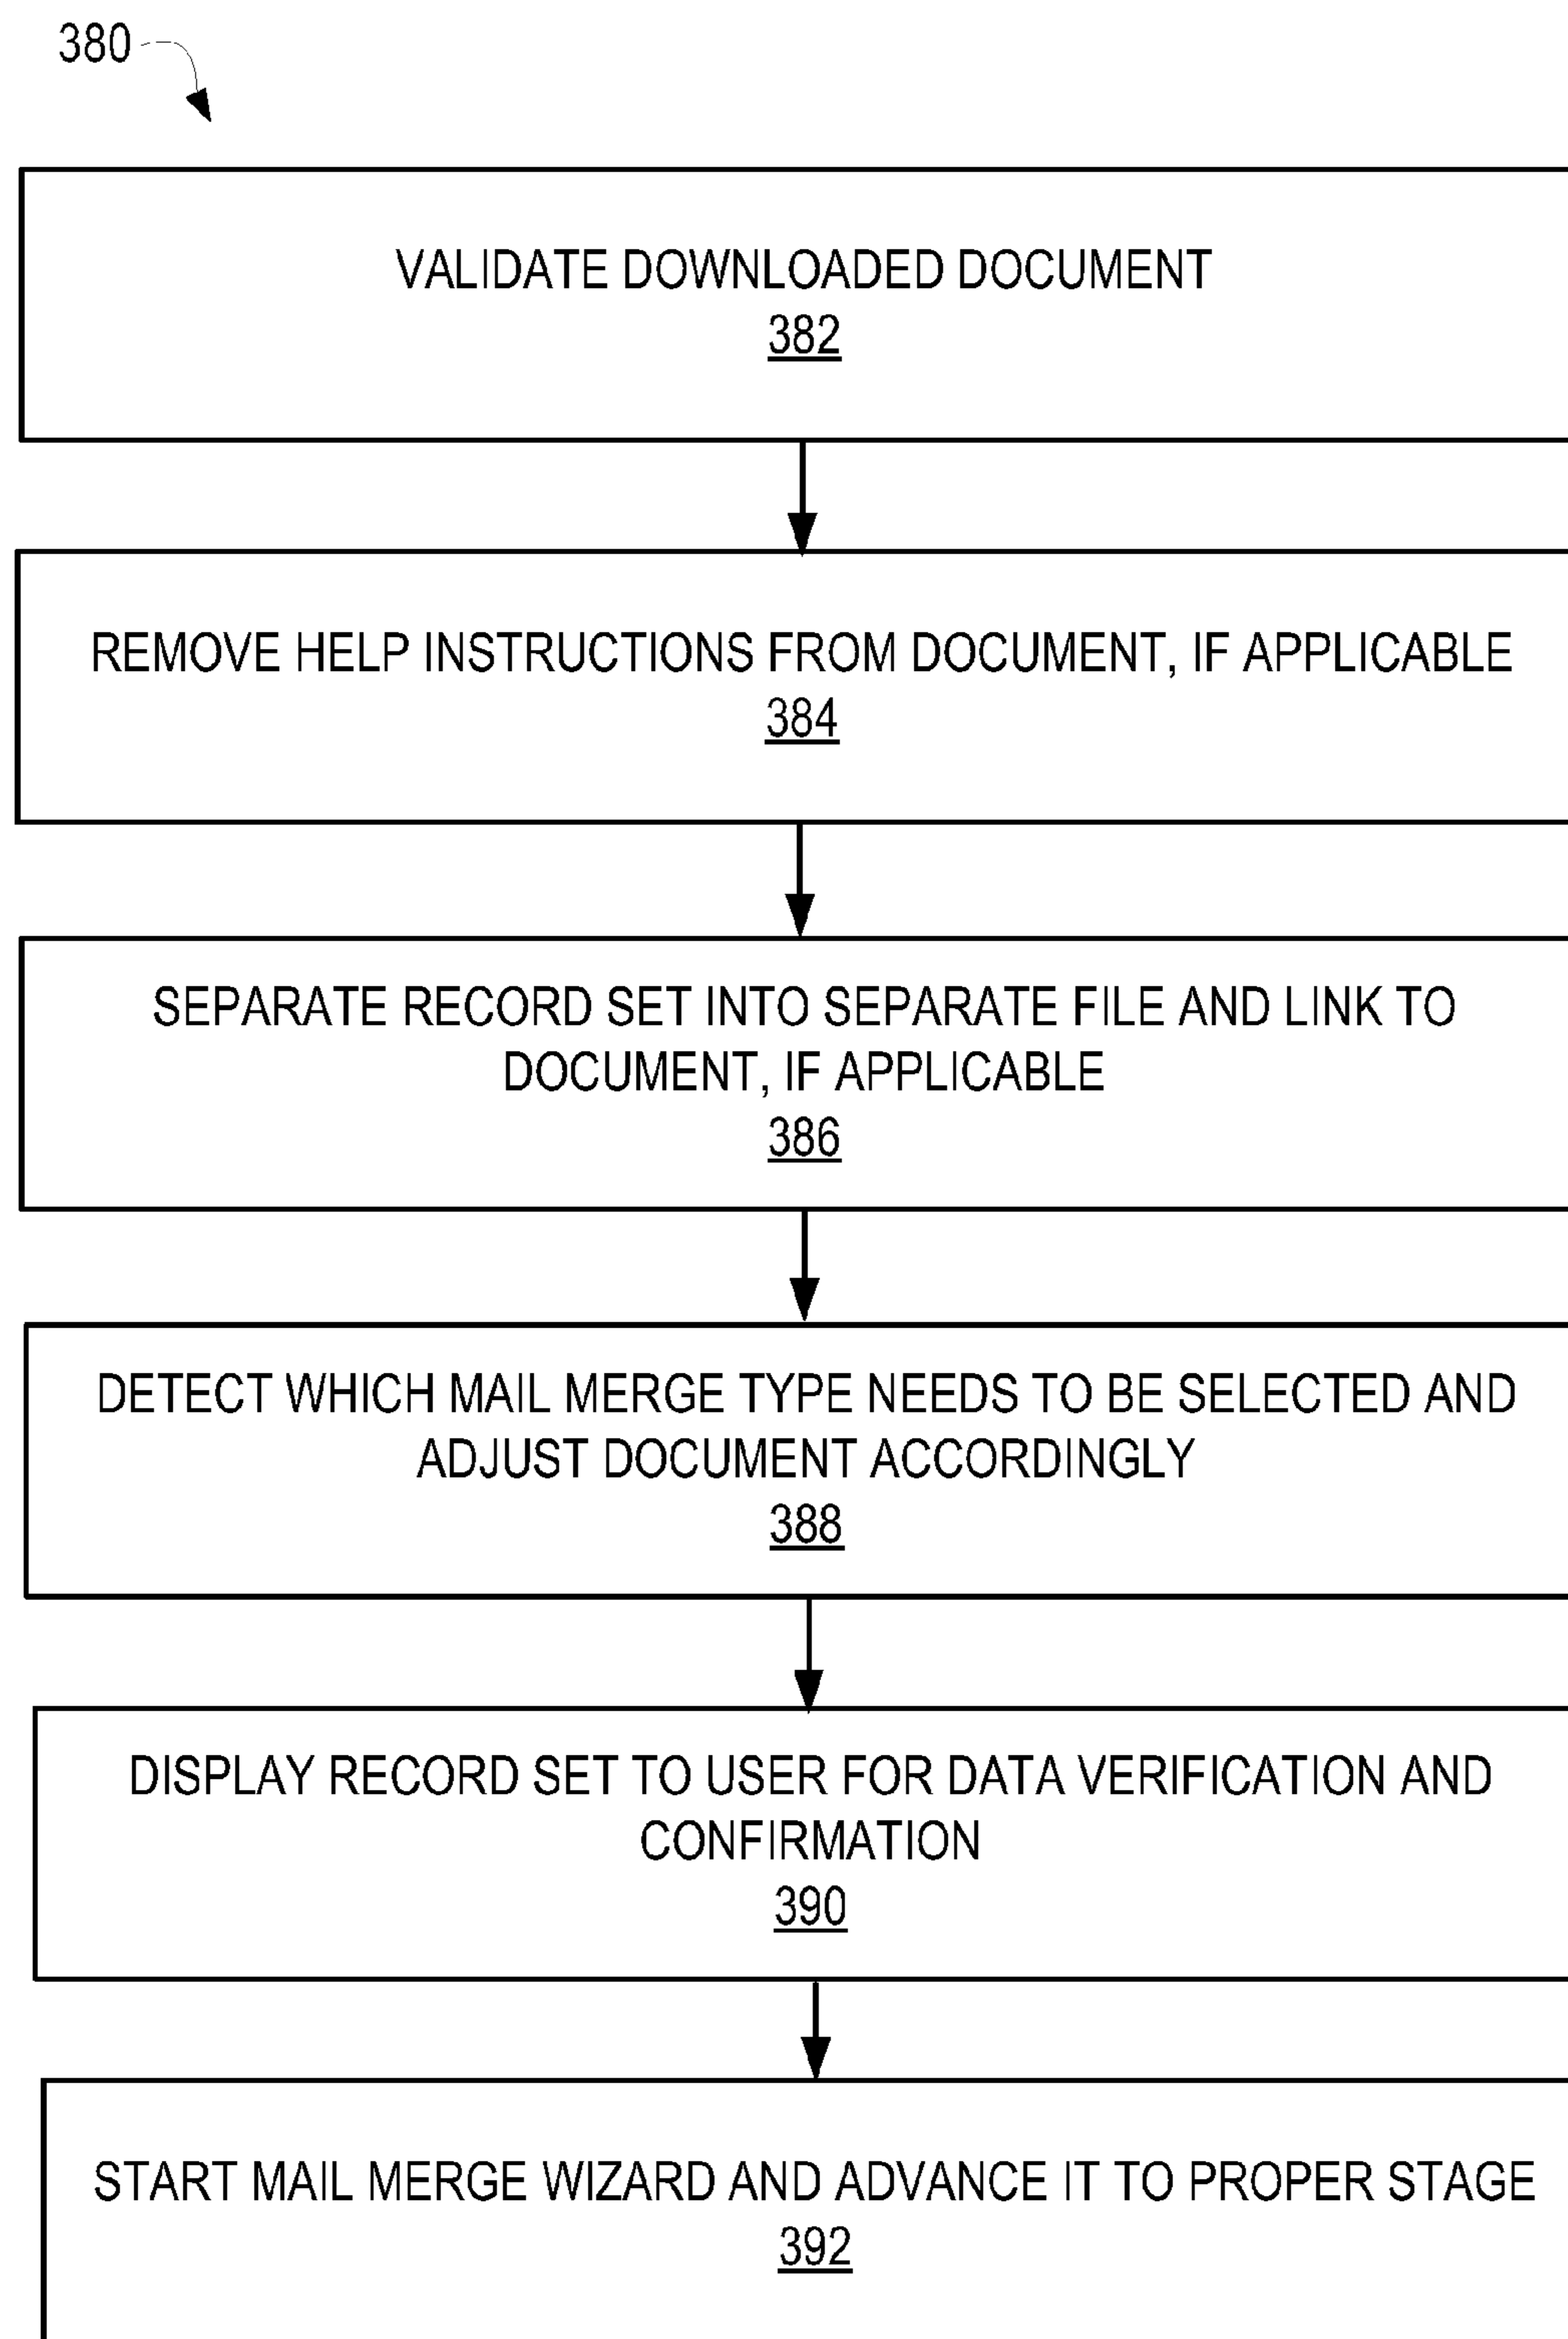 380
VALIDATE DOWNLOADED DOCUMENT
382
REMOVE HELP INSTRUCTIONS FROM DOCUMENT, IF APPLICABLE
384
SEPARATE RECORD SET INTO SEPARATE FILE AND LINK TO
DOCUMENT, IF APPLICABLE
386
DETECT WHICH MAIL MERGE TYPE NEEDS TO BE SELECTED AND
ADJUST DOCUMENT ACCORDINGLY
388
DISPLAY RECORD SET TO USER FOR DATA VERIFICATION AND
CONFIRMATION
390
START MAIL MERGE WIZARD AND ADVANCE IT TO PROPER STAGE
392